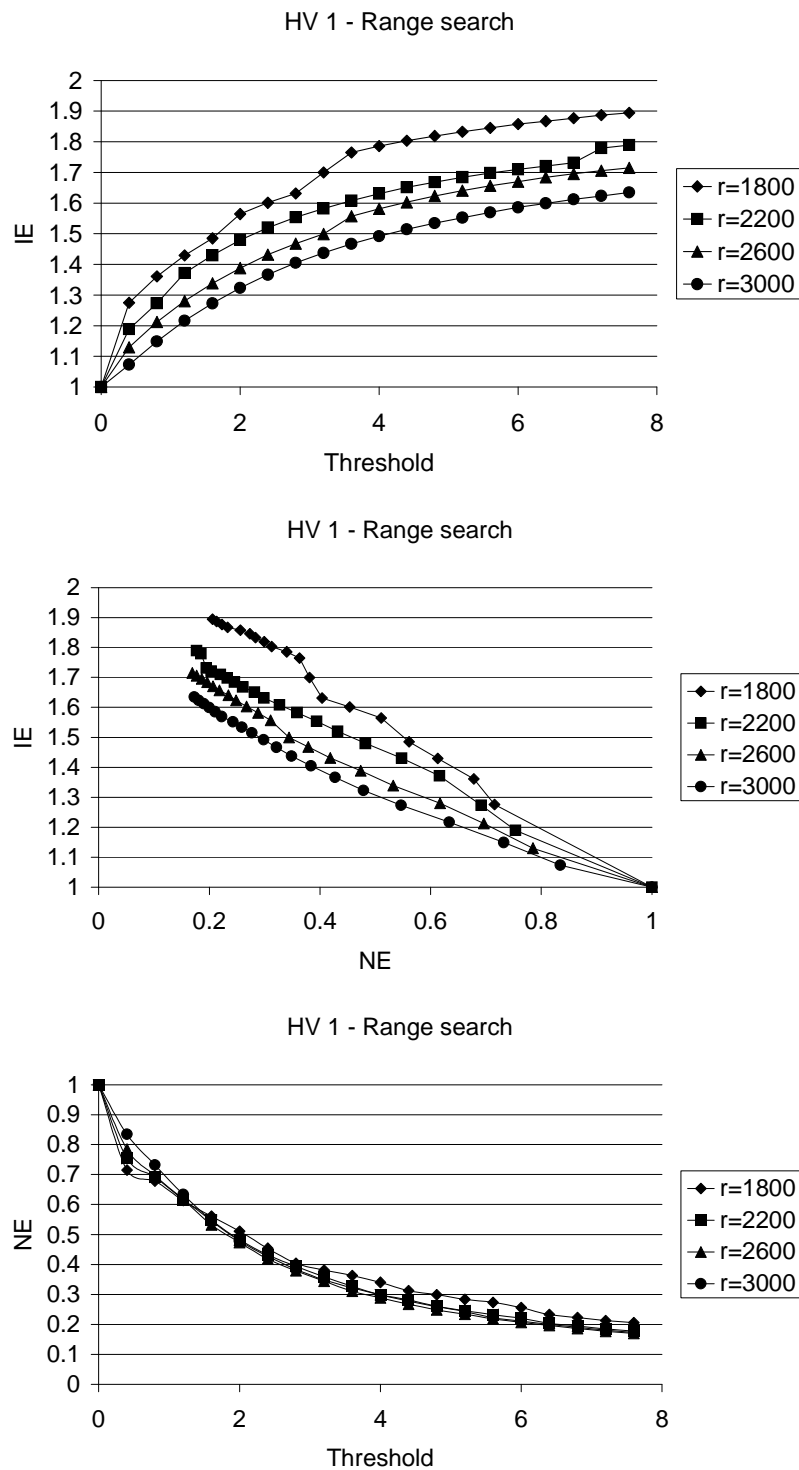 HV 1 - Range search
2
1.9
1.8
1.7
1.6
1.5
1.4
1.3
1.2
1.1
1
IE
0 2 4 6 8
Threshold
r=1800
r=2200
r=2600
r=3000
HV 1 - Range search
2
1.9
1.8
1.7
1.6
1.5
1.4
1.3
1.2
1.1
1
IE
0 0.2 0.4 0.6 0.8 1
NE
r=1800
r=2200
r=2600
r=3000
HV 1 - Range search
1
0.9
0.8
0.7
0.6
0.5
0.4
0.3
0.2
0.1
0
NE
0 2 4 6 8
Threshold
r=1800
r=2200
r=2600
r=3000